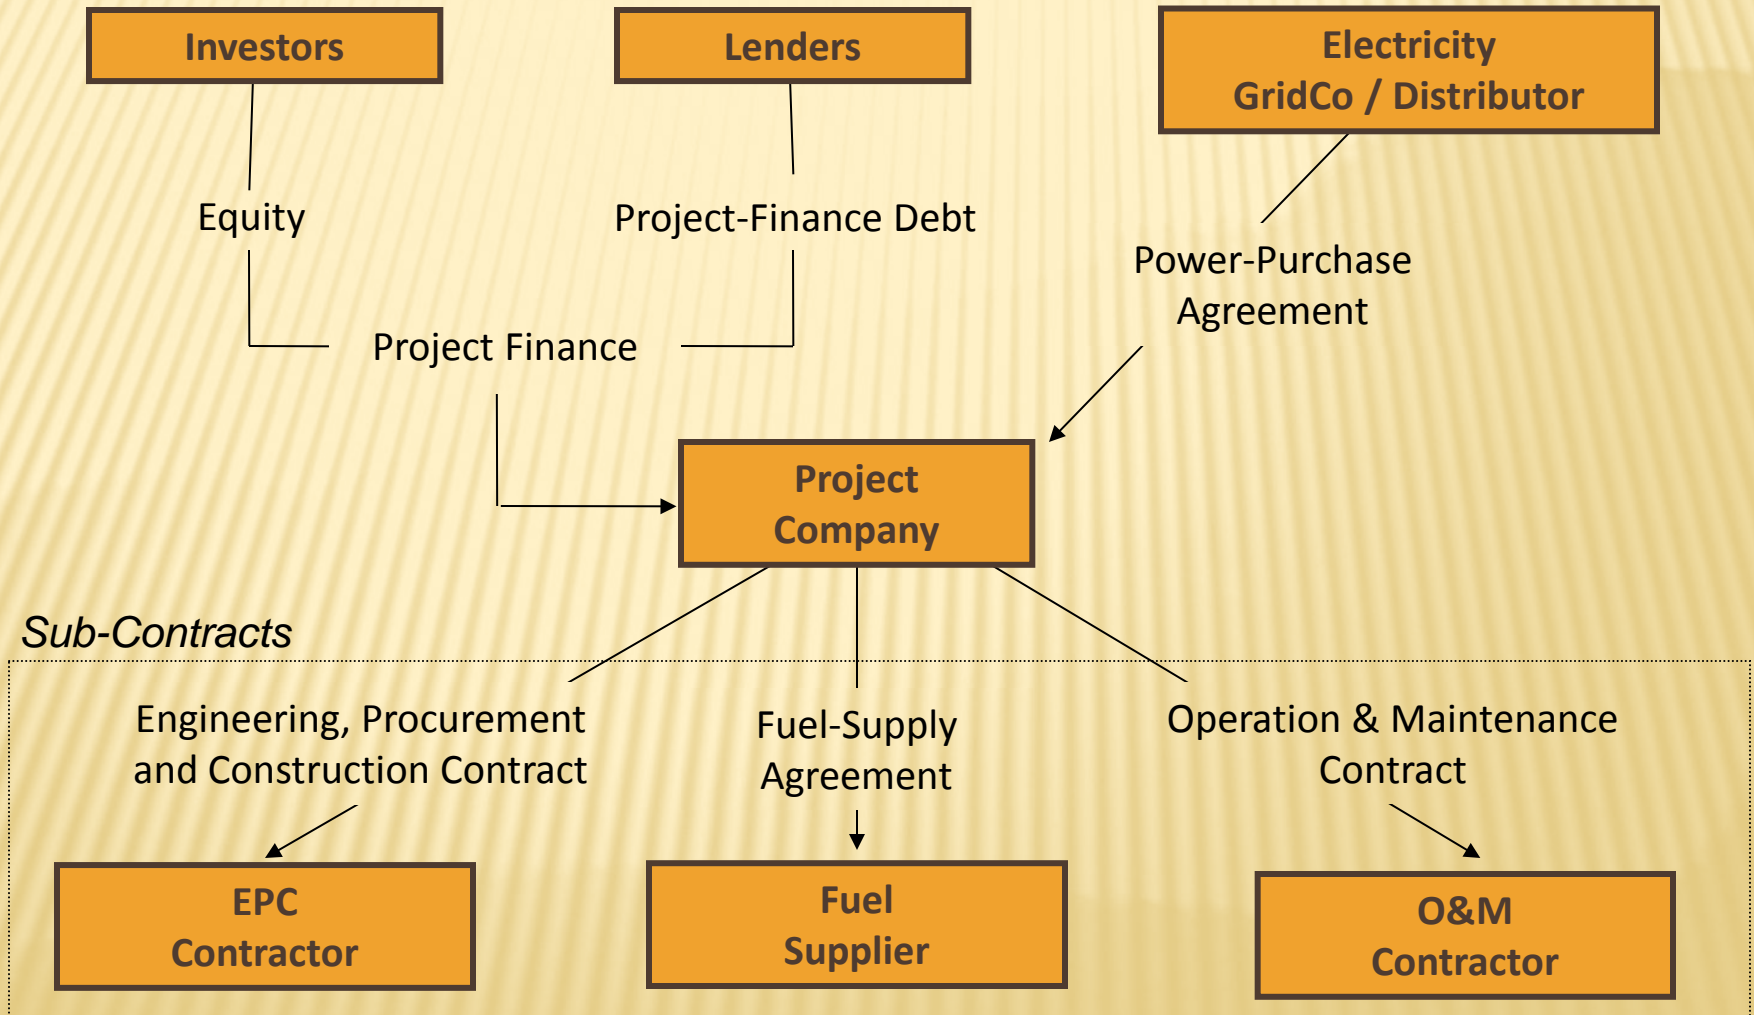 Investors
Lenders
Electricity
GridCo / Distributor
Equity
Project-Finance Debt
Power-Purchase
Agreement
Project Finance
Project
Company
Sub-Contracts
Engineering, Procurement
and Construction Contract
Fuel-Supply
Agreement
Operation & Maintenance
Contract
EPC
Contractor
Fuel
Supplier
O&M
Contractor